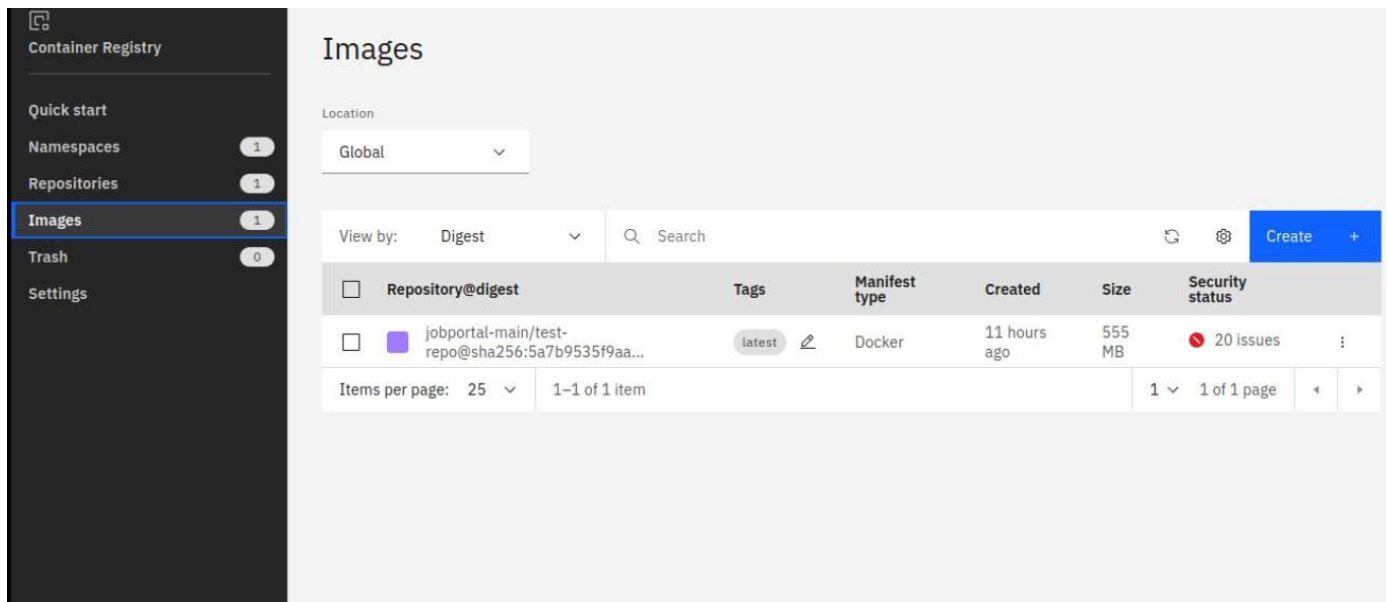 Container Registry
Quick start
Namespaces 1
Repositories 1
Images 1
Trash 0
Settings
Images
Location
Global
View by: Digest Search Create +
Repository@digest Tags Manifest type Created Size Security status
jobportal-main/test-
repo@sha256:5a7b9535f9aa...
latest
Docker
11 hours
ago
555
MB
20 issues
Items per page: 25 1–1 of 1 item 1 1 of 1 page